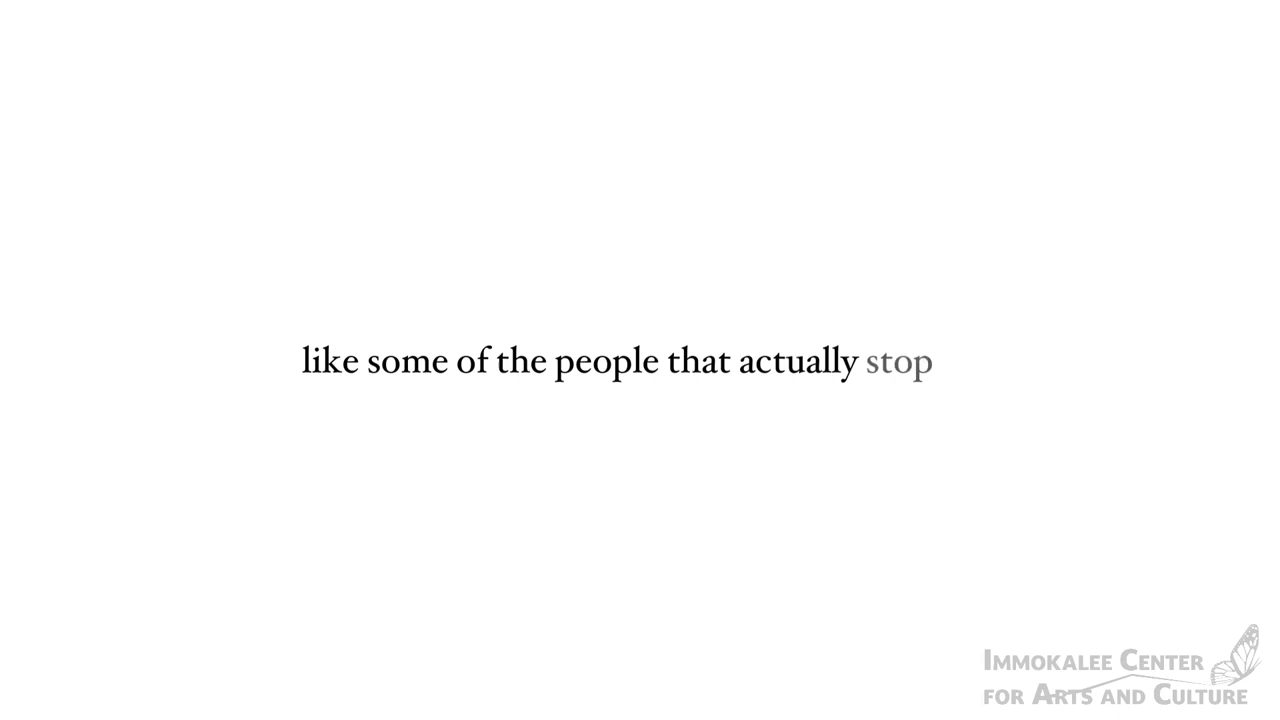 like some of the people that actually stop
Immokalee Center
for Arts and Culture